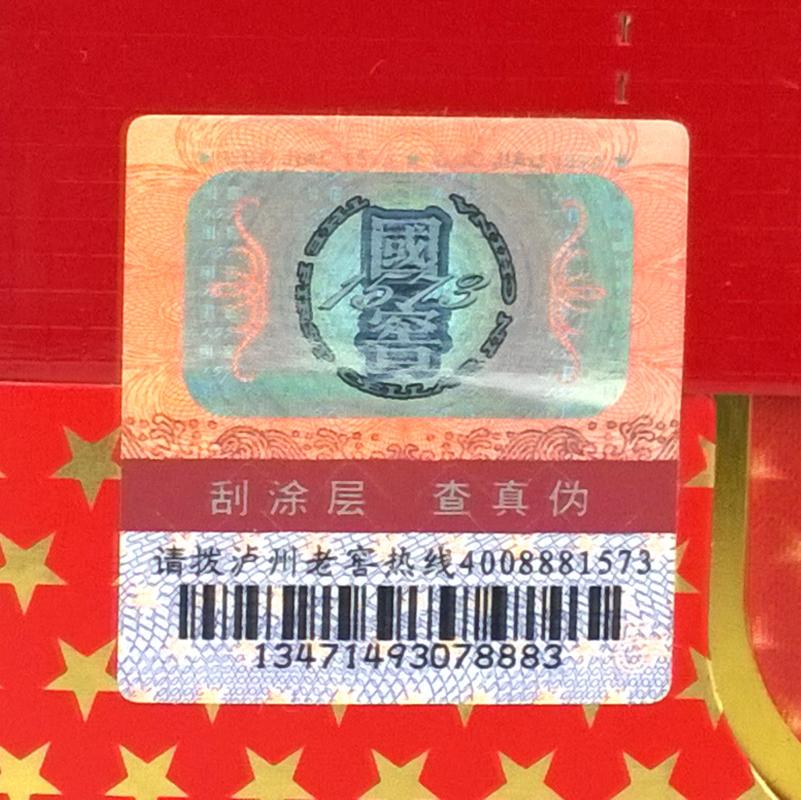 國
1573
窖
刮涂层 查真伪
请拨泸州老窖热线4008881573
13471493078883